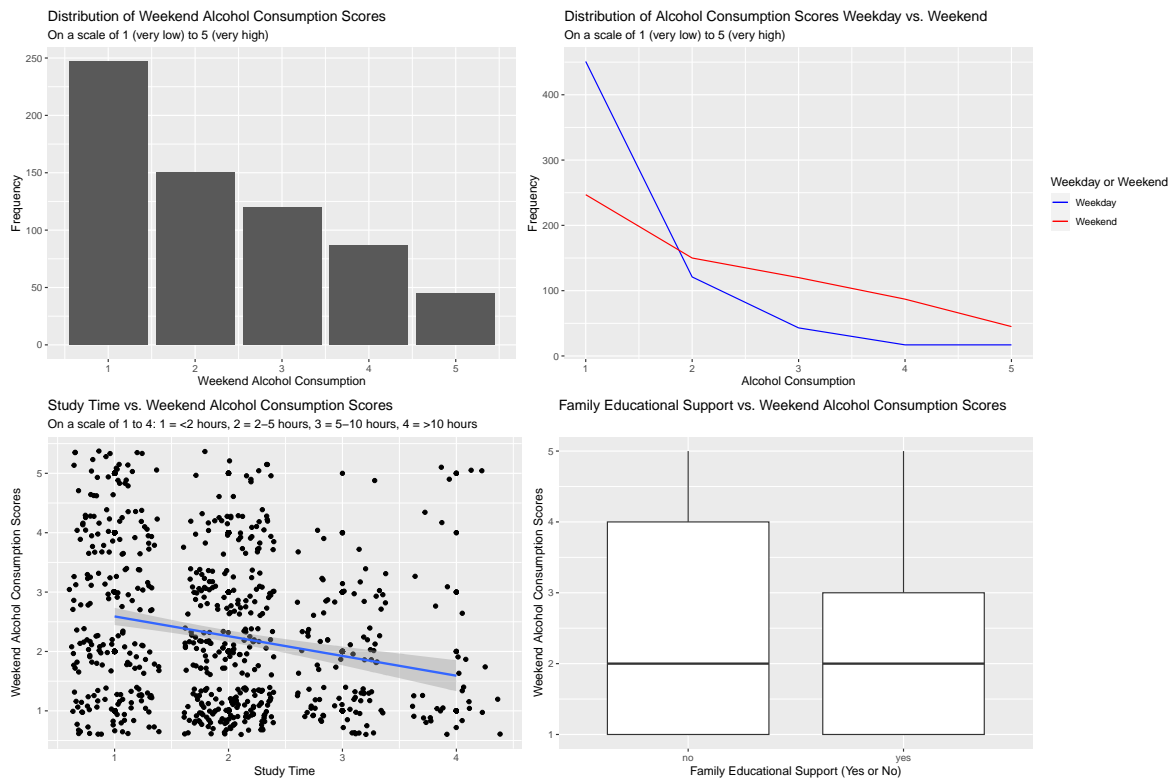 Distribution of Weekend Alcohol Consumption Scores
On a scale of 1 (very low) to 5 (very high)
250
200
150
100
50
0
Frequency
1 2 3 4 5
Weekend Alcohol Consumption
Distribution of Alcohol Consumption Scores Weekday vs. Weekend
On a scale of 1 (very low) to 5 (very high)
400
300
200
100
0
Frequency
1 2 3 4 5
Alcohol Consumption
Weekday or Weekend
Weekday
Weekend
Study Time vs. Weekend Alcohol Consumption Scores
On a scale of 1 to 4: 1 = <2 hours, 2 = 2–5 hours, 3 = 5–10 hours, 4 = >10 hours
5
4
3
2
1
Weekend Alcohol Consumption Scores
1 2 3 4
Study Time
Family Educational Support vs. Weekend Alcohol Consumption Scores
5
4
3
2
1
Weekend Alcohol Consumption Scores
no yes
Family Educational Support (Yes or No)